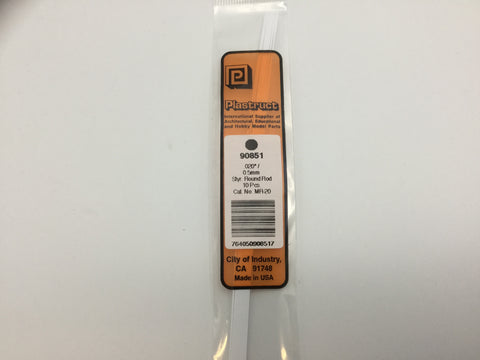 Plastruct
International Supplier of
Architectural, Educational
and Hobby Model Parts
90851
.020" /
0.5mm
Styr. Round Rod
10 Pcs
Cat. No. MR-20
764050908517
City of Industry,
CA 91748
Made in USA